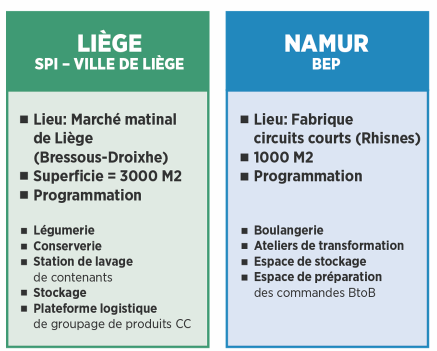 LIÈGE
SPI – VILLE DE LIÈGE
■ Lieu: Marché matinal
de Liège
(Bressous-Droixhe)
■ Superficie = 3000 M2
■ Programmation
■ Légumerie
■ Conserverie
■ Station de lavage
de contenants
■ Stockage
■ Plateforme logistique
de groupage de produits CC
NAMUR
BEP
■ Lieu: Fabrique
circuits courts (Rhisnes)
■ 1000 M2
■ Programmation
■ Boulangerie
■ Ateliers de transformation
■ Espace de stockage
■ Espace de préparation
des commandes BtoB